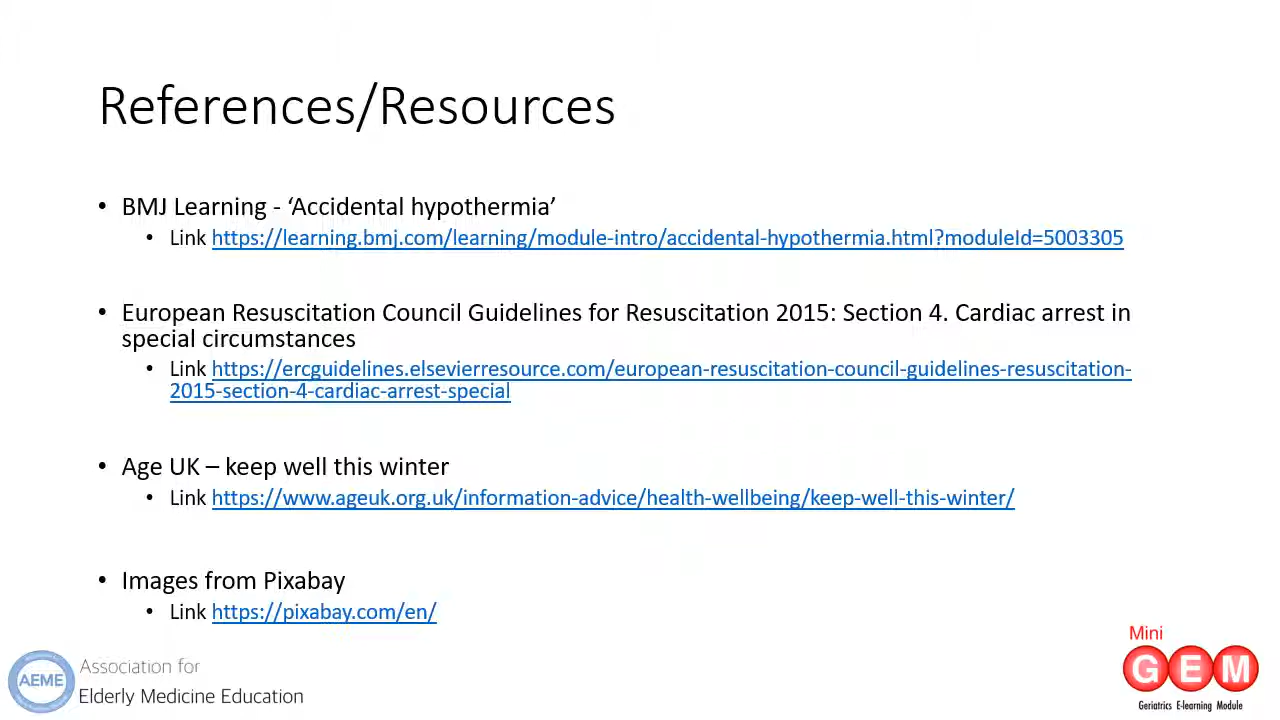 References/Resources
• BMJ Learning - ‘Accidental hypothermia’
• Link https://learning.bmj.com/learning/module-intro/accidental-hypothermia.html?moduleId=5003305
• European Resuscitation Council Guidelines for Resuscitation 2015: Section 4. Cardiac arrest in
special circumstances
• Link https://ercguidelines.elsevierresource.com/european-resuscitation-council-guidelines-resuscitation-
2015-section-4-cardiac-arrest-special
• Age UK – keep well this winter
• Link https://www.ageuk.org.uk/information-advice/health-wellbeing/keep-well-this-winter/
• Images from Pixabay
• Link https://pixabay.com/en/
AEME
Association for
Elderly Medicine Education
Mini
GEM
Geriatrics E-learning Module